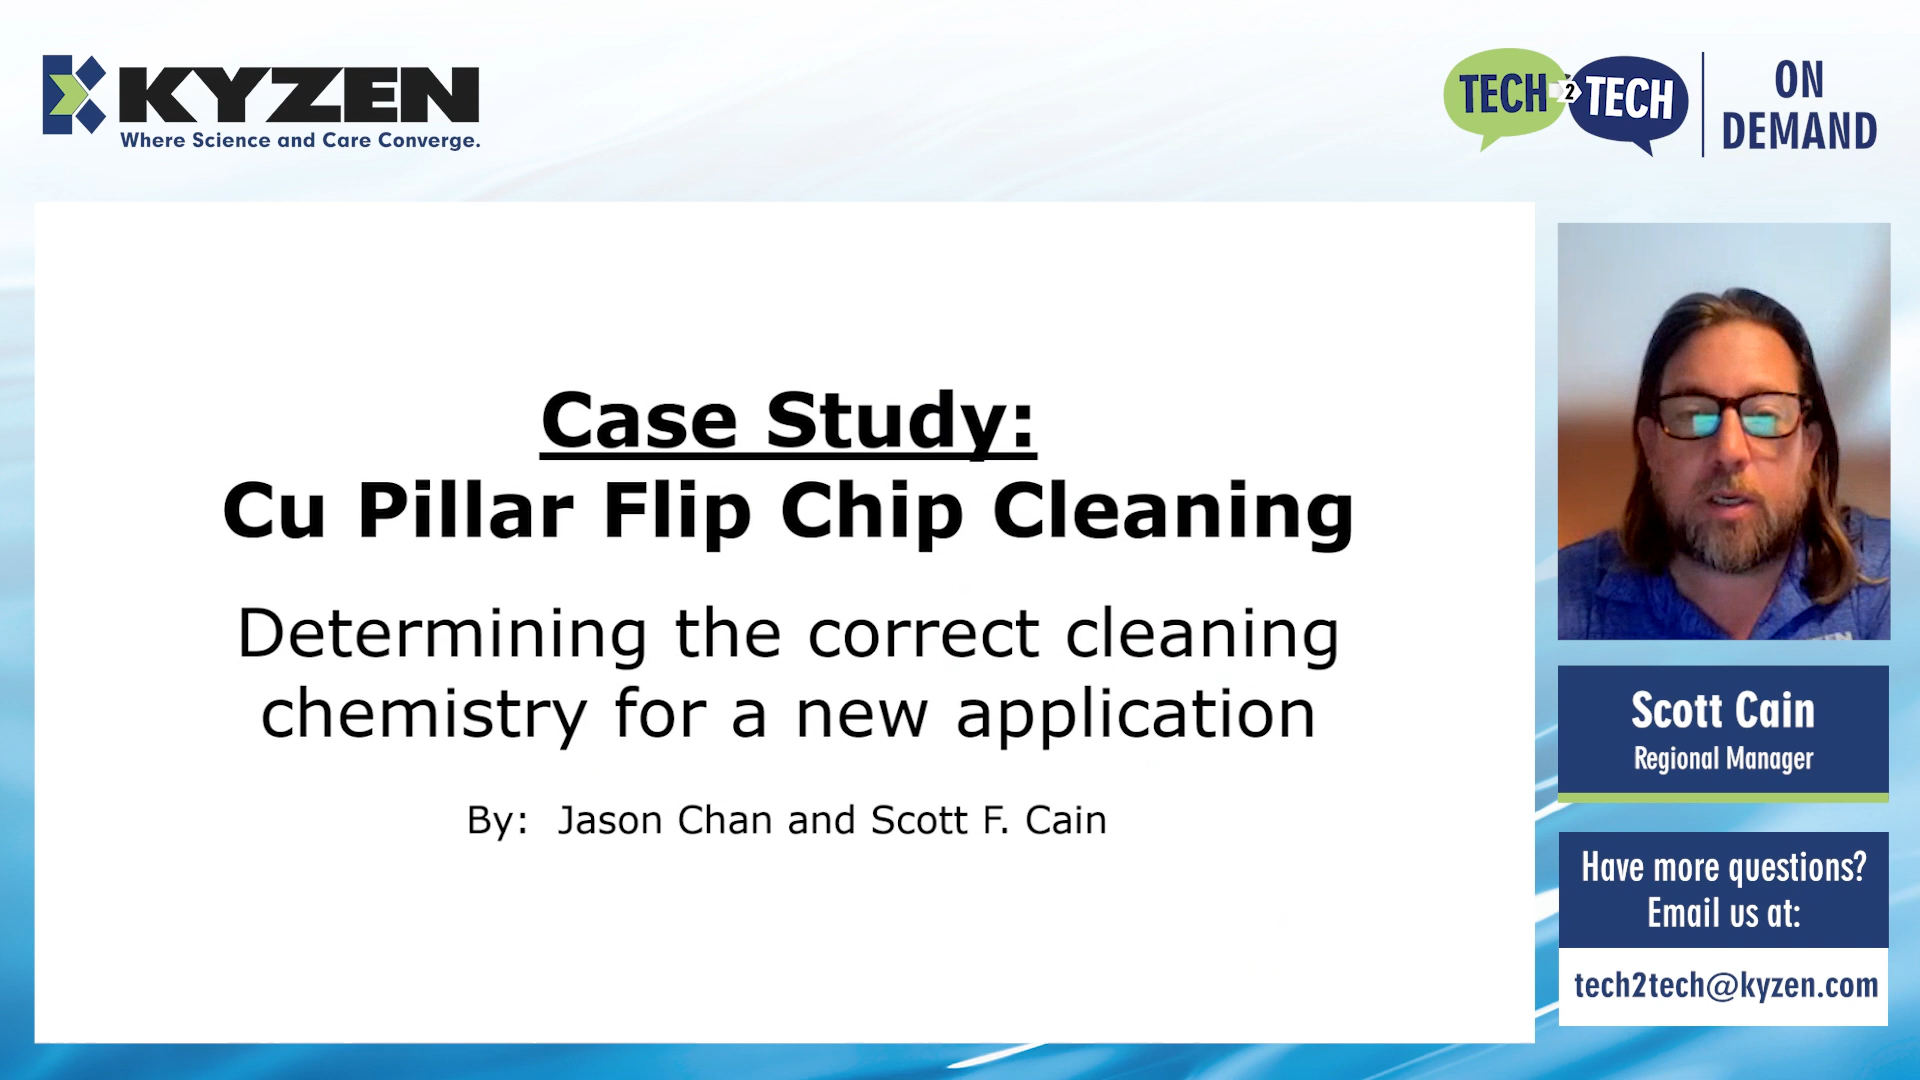 KYZEN
Where Science and Care Converge.
TECH 2 TECH
ON
DEMAND
Case Study:
Cu Pillar Flip Chip Cleaning
Determining the correct cleaning
chemistry for a new application
By: Jason Chan and Scott F. Cain
Scott Cain
Regional Manager
Have more questions?
Email us at:
tech2tech@kyzen.com